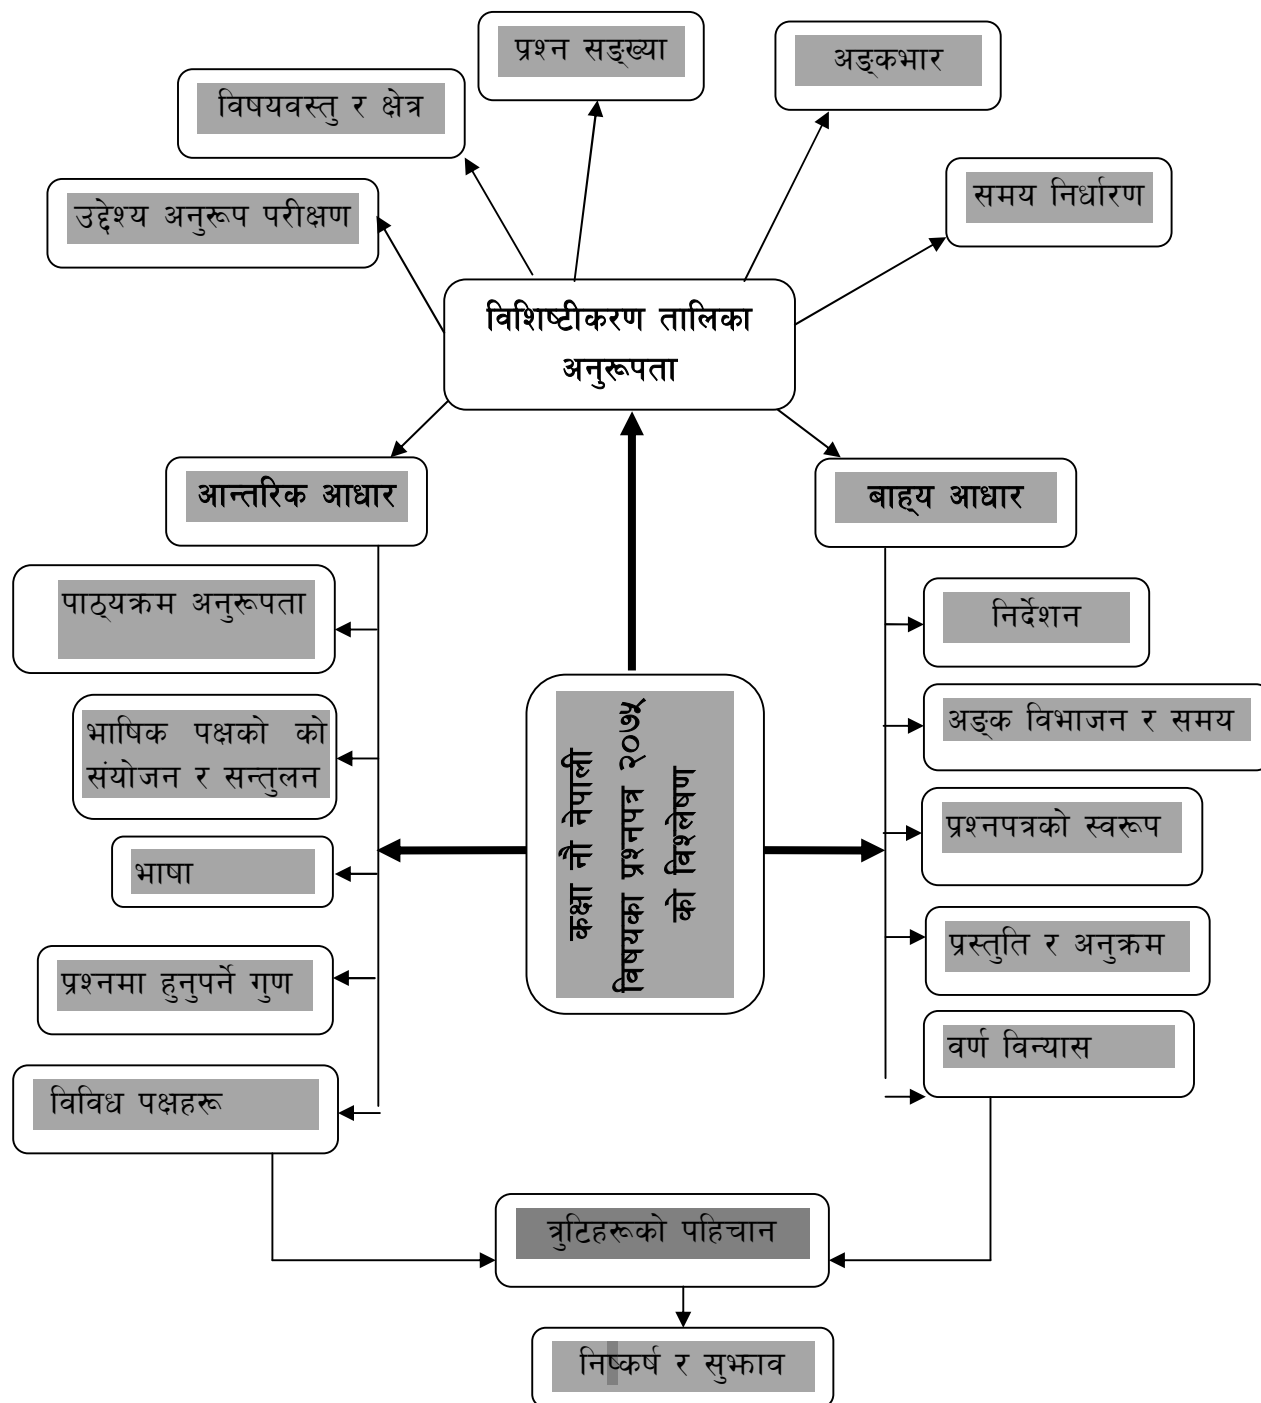 प्रश्न सङ्ख्या
अङ्कभार
विषयवस्तु र क्षेत्र
समय निर्धारण
उद्देश्य अनुरूप परीक्षण
विशिष्टीकरण तालिका
अनुरूपता
आन्तरिक आधार
बाह्य आधार
पाठ्यक्रम अनुरूपता
निर्देशन
भाषिक पक्षको को
संयोजन र सन्तुलन
अङ्क विभाजन र समय
कक्षा नौ नेपाली
विषयका प्रश्नपत्र २०७५
को विश्लेषण
प्रश्नपत्रको स्वरूप
भाषा
प्रस्तुति र अनुक्रम
प्रश्नमा हुनुपर्ने गुण
वर्ण विन्यास
विविध पक्षहरू
त्रुटिहरूको पहिचान
निष्कर्ष र सुझाव